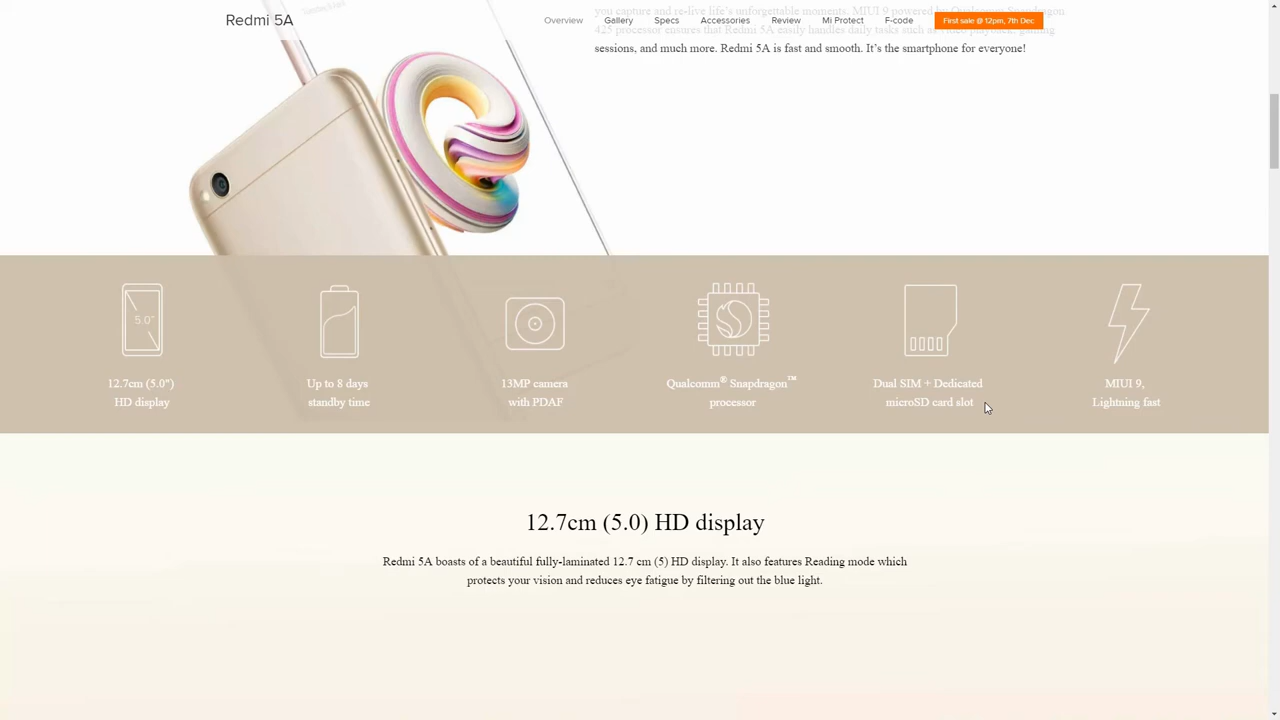 Redmi 5A
Overview
Gallery
Specs
Accessories
Review
Mi Protect
F-code
First sale @ 12pm, 7th Dec
you capture and re-live life's unforgettable moments. MIUI 9 powered by Qualcomm Snapdragon
425 processor ensures that Redmi 5A easily handles daily tasks such as video playback, gaming
sessions, and much more. Redmi 5A is fast and smooth. It's the smartphone for everyone!
5.0"
12.7cm (5.0")
HD display
Up to 8 days
standby time
13MP camera
with PDAF
Qualcomm® Snapdragon™
processor
Dual SIM + Dedicated
microSD card slot
MIUI 9,
Lightning fast
12.7cm (5.0) HD display
Redmi 5A boasts of a beautiful fully-laminated 12.7 cm (5) HD display. It also features Reading mode which
protects your vision and reduces eye fatigue by filtering out the blue light.